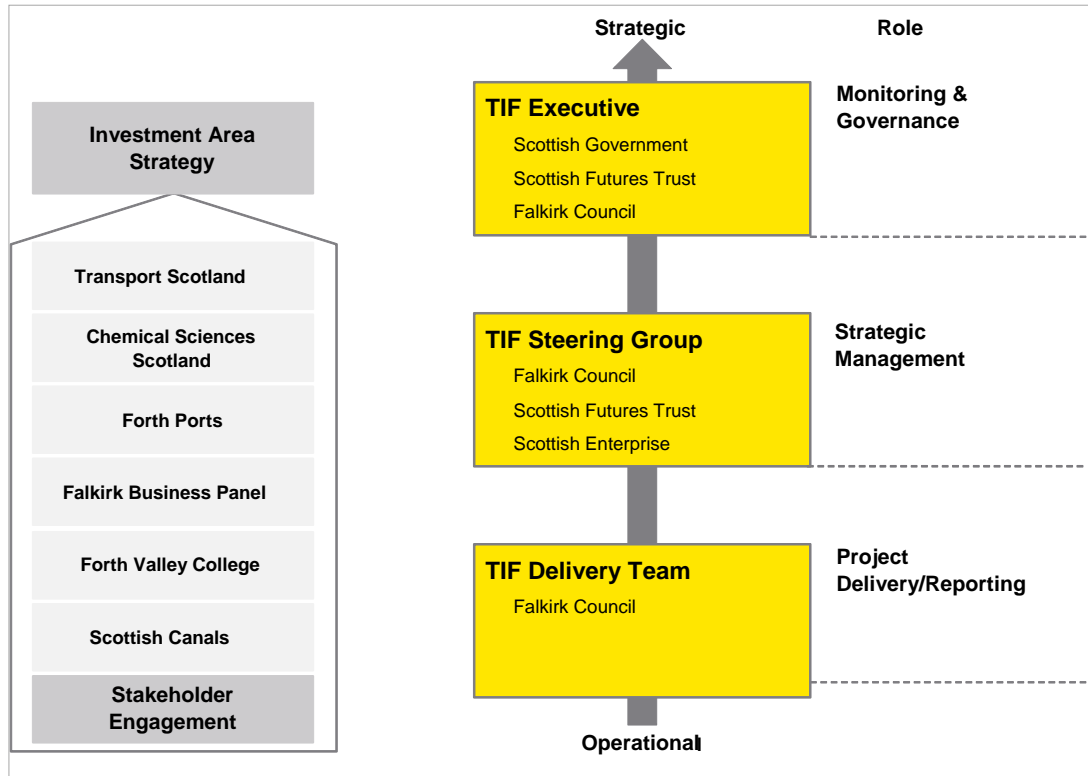 Investment Area
Strategy
Transport Scotland
Chemical Sciences
Scotland
Forth Ports
Falkirk Business Panel
Forth Valley College
Scottish Canals
Stakeholder
Engagement
Strategic
Role
TIF Executive
Scottish Government
Scottish Futures Trust
Falkirk Council
Monitoring &
Governance
TIF Steering Group
Falkirk Council
Scottish Futures Trust
Scottish Enterprise
Strategic
Management
TIF Delivery Team
Falkirk Council
Project
Delivery/Reporting
Operational